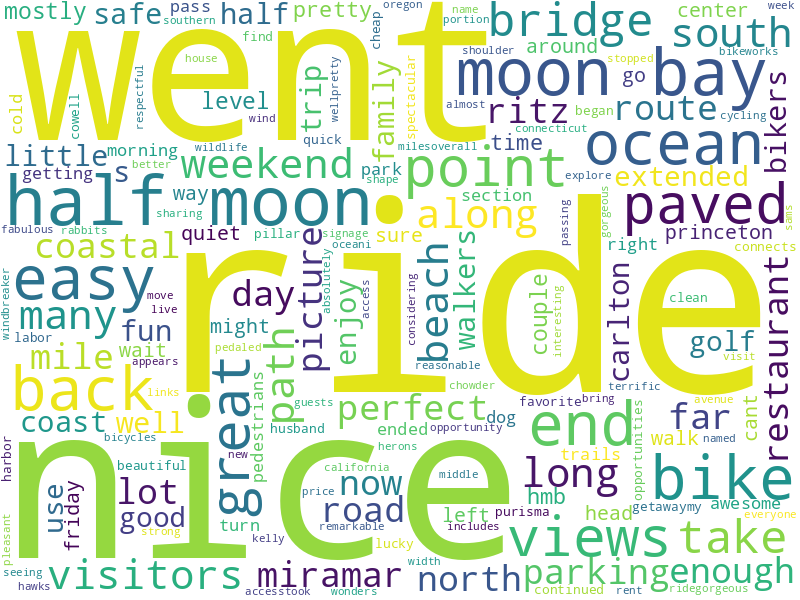 mostly pass half pretty center name oregon week
southern safe bridge south
went
find cheap around bikeworks
house shoulder stopped
cold respectful trip family spectacular moon bay go bikers
cowell level wellpretty almost ritz route cycling
wind began
little morning quick milesoverall time connecticut ocean
getting better weekend wildlife park point explore
s way shape section extended
half moon sharing along passing gorgeous paved sams
fabulous rabbits quiet pillar signage sure right princeton
coastal picture oceani connects
windbreaker easy move day absolutely access considering beach walkers couple interesting carlton clean restaurant
live ride
many fun might enjoy golf
labor wait appears pedaled reasonable visit
mile path chowder terrific
back links great guests favorite bring avenue
coast well pedestrians perfect dog end far named
husband ended opportunity cant
harbor bicycles new herons opportunities walk everyone
nice
beautiful california middle trails
use friday lot price now long bike
pleasant good road left hmb getawaymy awesome
strong turn remarkable includes purisma head
kelly lucky views take
seeing visitors miramar width north parking enough
hawks accesstook wonders continued rent ridegorgeous